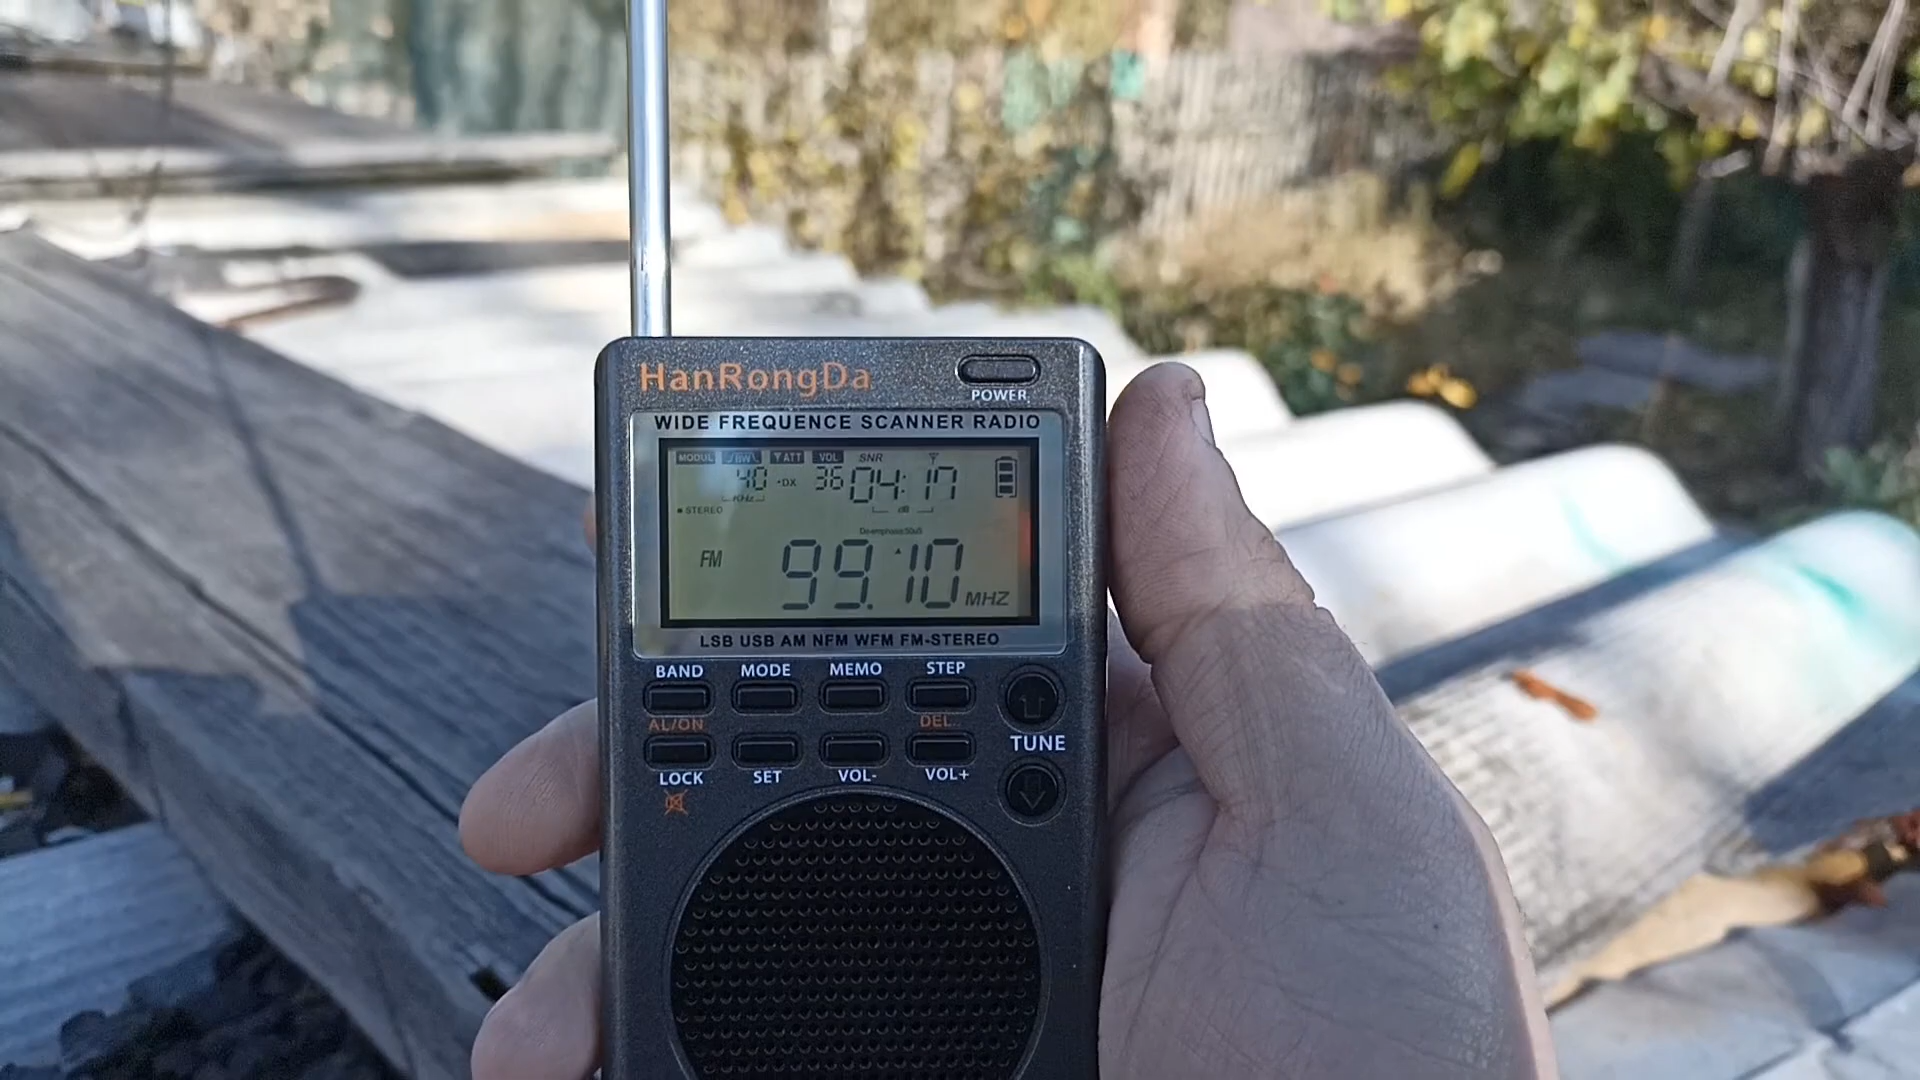 HanRongDa
POWER
WIDE FREQUENCE SCANNER RADIO
MODUL BW ATT VOL SNR
40 DX 36 04:17
KHz dB
STEREO
De-emphasis:50uS
FM 99.10 MHZ
LSB USB AM NFM WFM FM-STEREO
BAND MODE MEMO STEP
AL/ON DEL
TUNE
LOCK SET VOL- VOL+